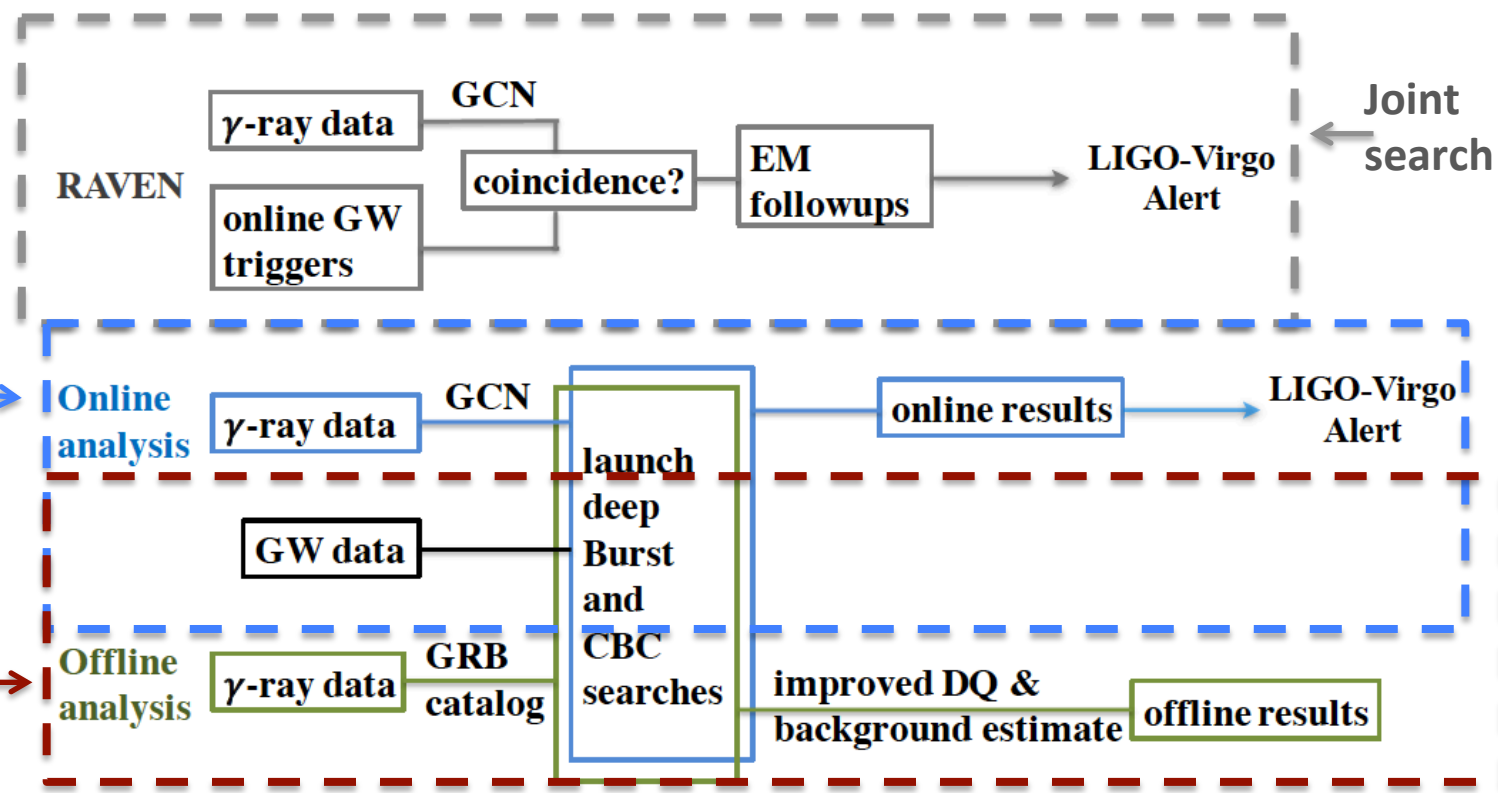 Joint
search
RAVEN
γ-ray data
GCN
online GW
triggers
coincidence?
EM
followups
LIGO-Virgo
Alert
Online
analysis
γ-ray data
GCN
launch
deep
Burst
and
CBC
searches
online results
LIGO-Virgo
Alert
GW data
Offline
analysis
γ-ray data
GRB
catalog
improved DQ &
background estimate
offline results